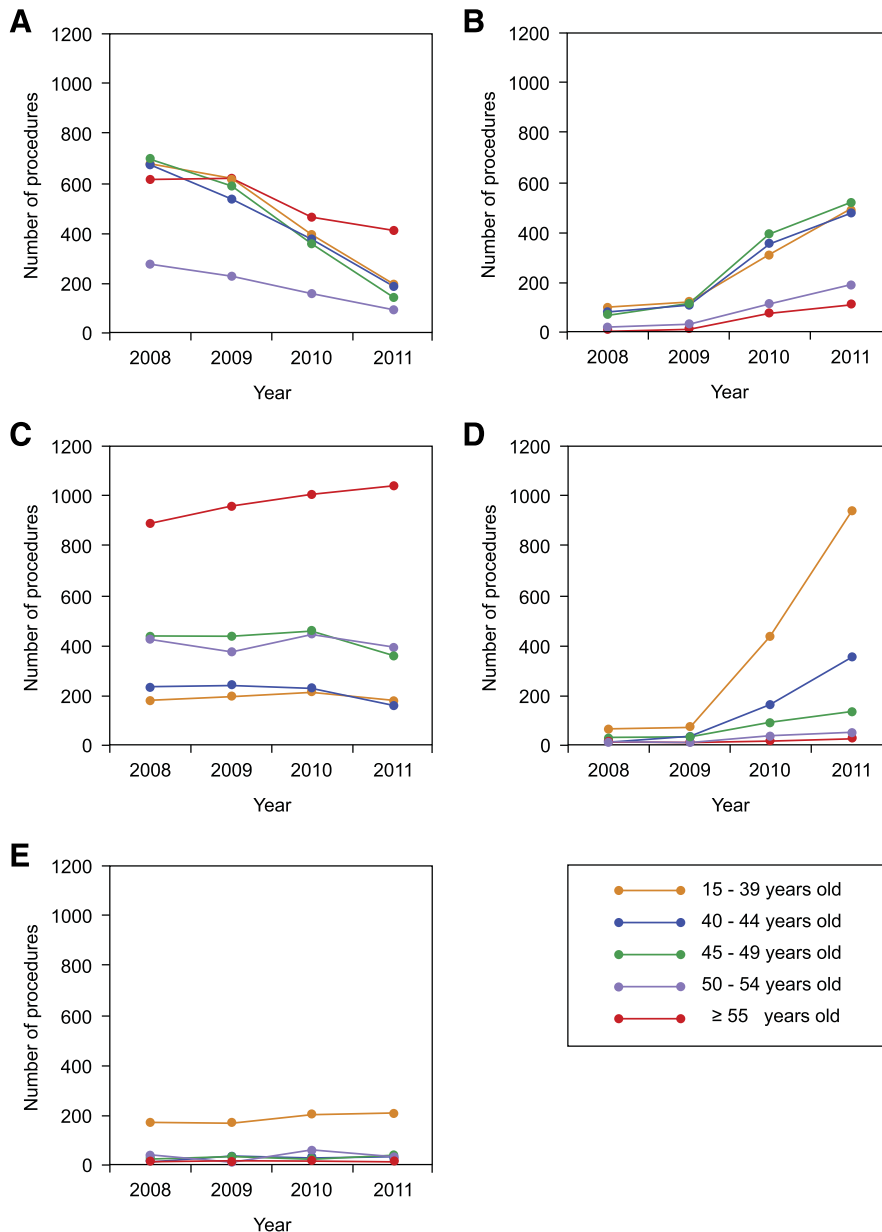 A
Number of procedures
1200
1000
800
600
400
200
0
2008 2009 2010 2011
Year
B
Number of procedures
1200
1000
800
600
400
200
0
2008 2009 2010 2011
Year
C
Number of procedures
1200
1000
800
600
400
200
0
2008 2009 2010 2011
Year
D
Number of procedures
1200
1000
800
600
400
200
0
2008 2009 2010 2011
Year
E
Number of procedures
1200
1000
800
600
400
200
0
2008 2009 2010 2011
Year
15 - 39 years old
40 - 44 years old
45 - 49 years old
50 - 54 years old
≥ 55 years old